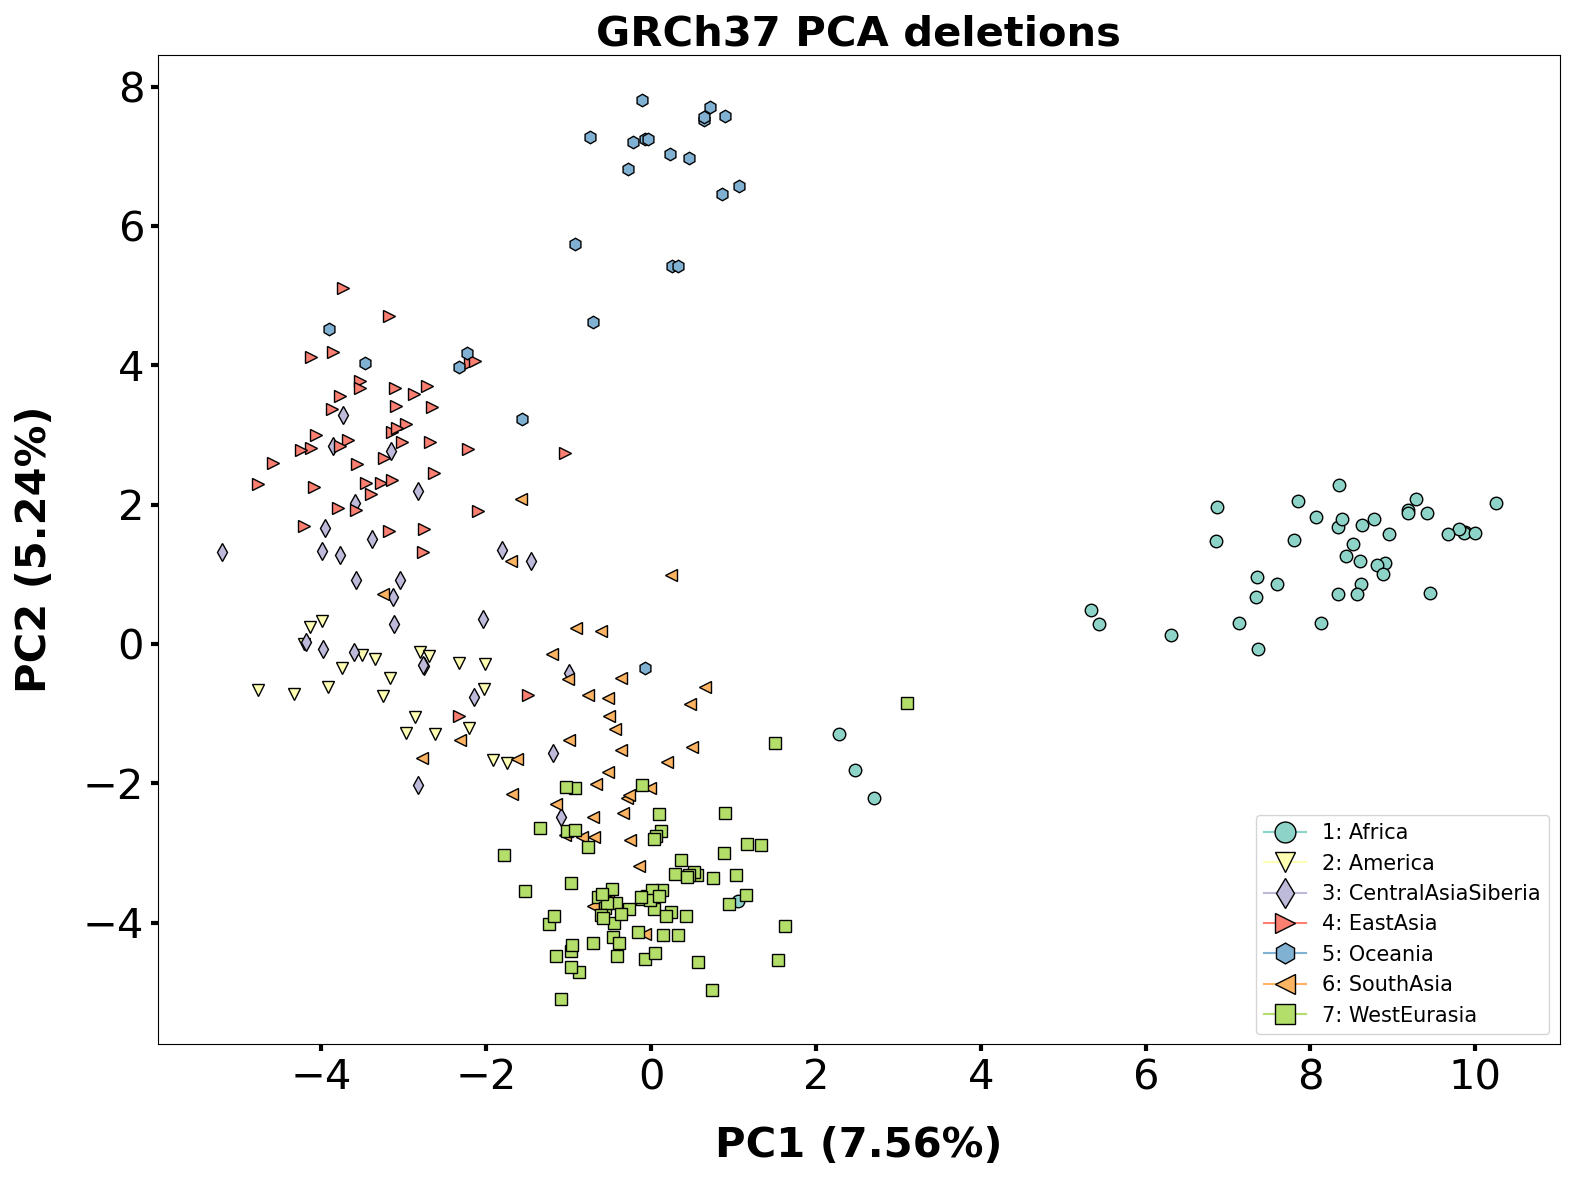 GRCh37 PCA deletions
8
6
4
2
0
−2
−4
PC2 (5.24%)
−4
−2
0
2
4
6
8
10
PC1 (7.56%)
1: Africa
2: America
3: CentralAsiaSiberia
4: EastAsia
5: Oceania
6: SouthAsia
7: WestEurasia